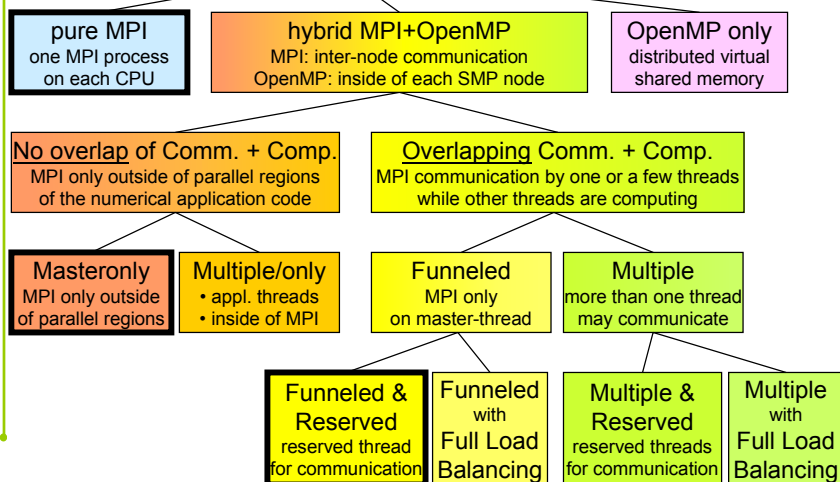 pure MPI
one MPI process
on each CPU
hybrid MPI+OpenMP
MPI: inter-node communication
OpenMP: inside of each SMP node
OpenMP only
distributed virtual
shared memory
No overlap of Comm. + Comp.
MPI only outside of parallel regions
of the numerical application code
Overlapping Comm. + Comp.
MPI communication by one or a few threads
while other threads are computing
Masteronly
MPI only outside
of parallel regions
Multiple/only
• appl. threads
• inside of MPI
Funneled
MPI only
on master-thread
Multiple
more than one thread
may communicate
Funneled &
Reserved
reserved thread
for communication
Funneled
with
Full Load
Balancing
Multiple &
Reserved
reserved threads
for communication
Multiple
with
Full Load
Balancing